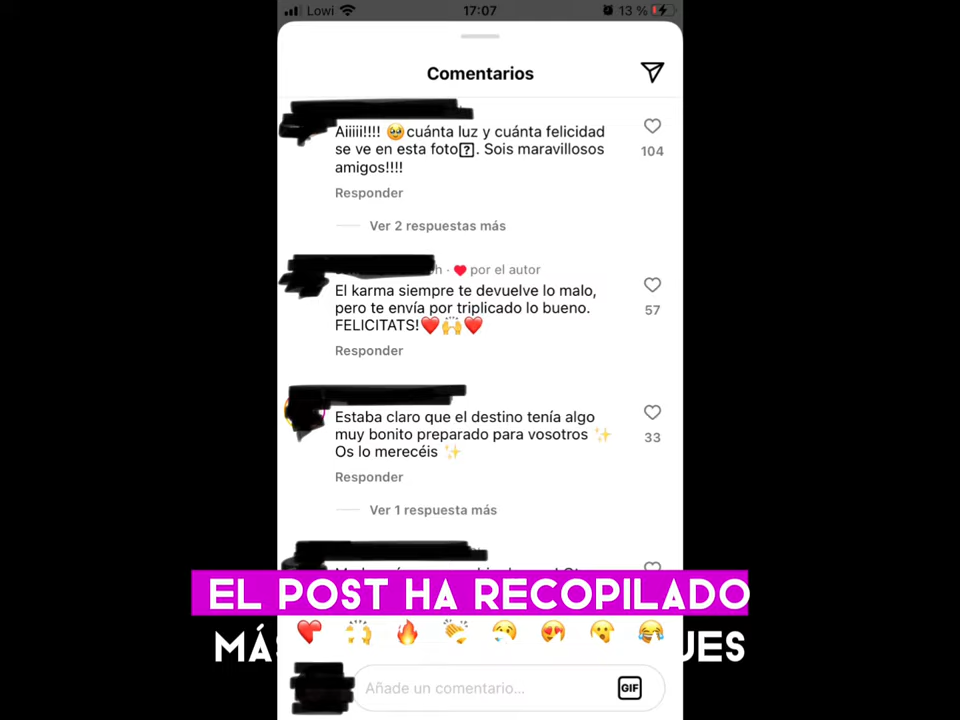 Lowi 17:07 13 %
Comentarios
Aiiiii!!!! 🥹cuánta luz y cuánta felicidad
se ve en esta foto⍰. Sois maravillosos
amigos!!!!
104
Responder
Ver 2 respuestas más
h · ❤️ por el autor
El karma siempre te devuelve lo malo,
pero te envía por triplicado lo bueno.
FELICITATS!❤️🙌❤️
57
Responder
Estaba claro que el destino tenía algo
muy bonito preparado para vosotros ✨
Os lo merecéis ✨
33
Responder
Ver 1 respuesta más
EL POST HA RECOPILADO
Añade un comentario...
GIF